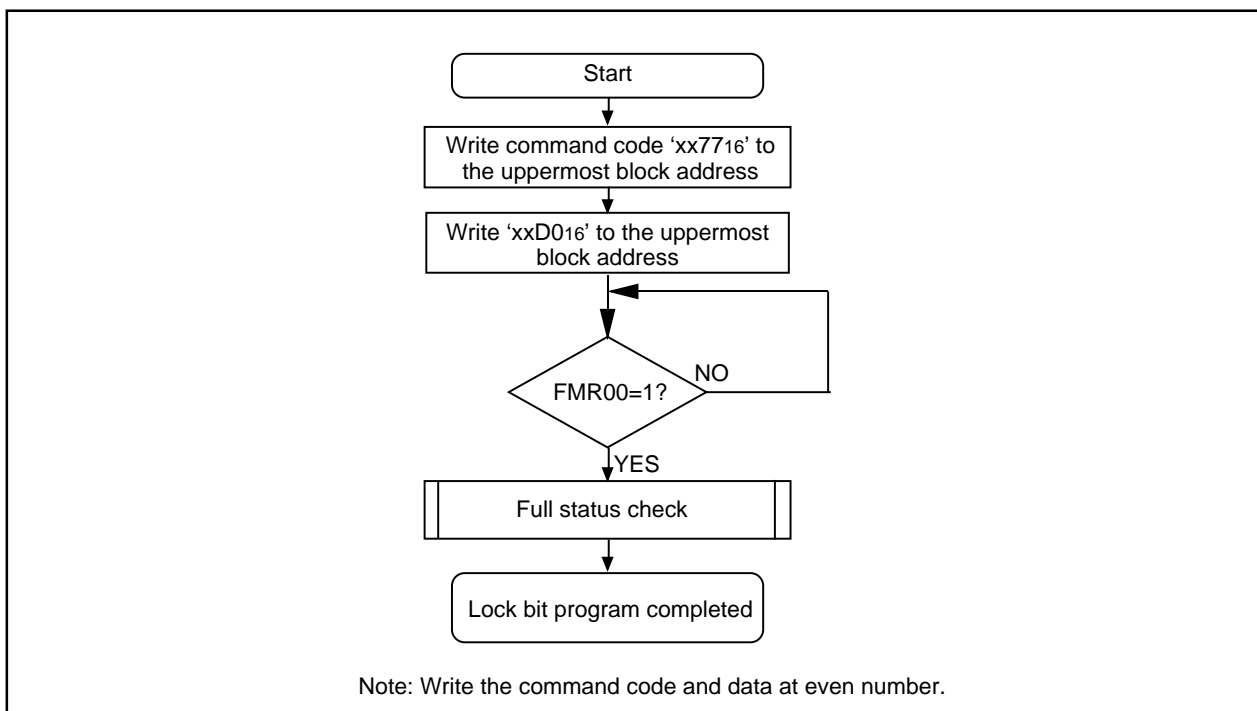 Start
Write command code ‘xx7716’ to
the uppermost block address
Write ‘xxD016’ to the uppermost
block address
FMR00=1?
NO
YES
Full status check
Lock bit program completed
Note: Write the command code and data at even number.